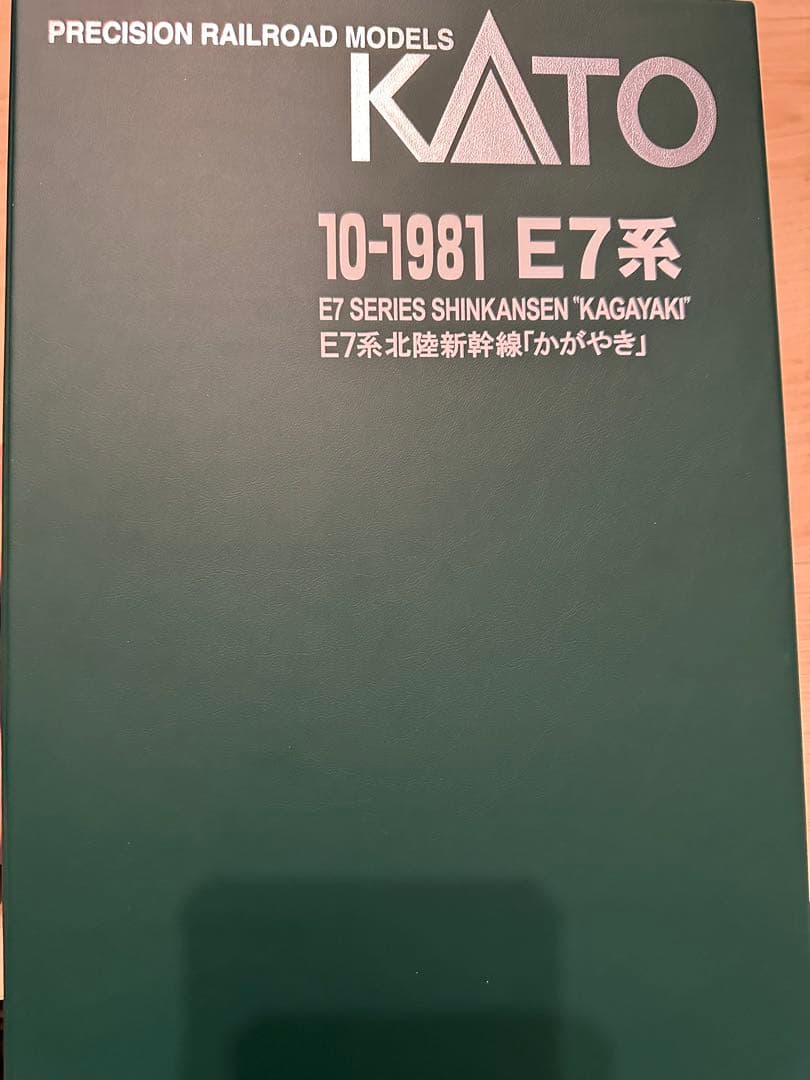 PRECISION RAILROAD MODELS
KATO
10-1981 E7系
E7 SERIES SHINKANSEN "KAGAYAKI"
E7系北陸新幹線「かがやき」